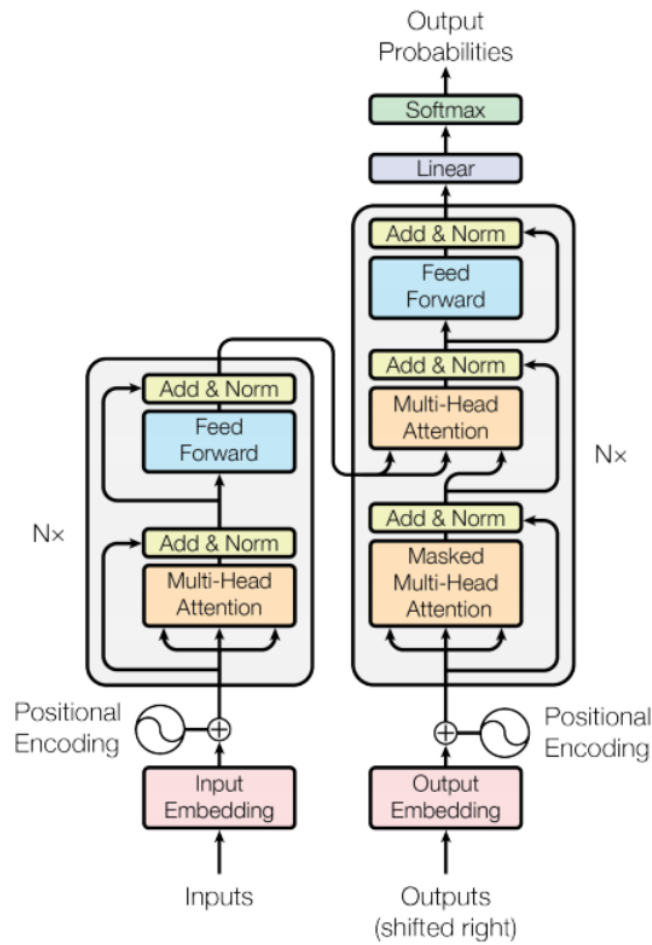 Output
Probabilities
Softmax
Linear
Add & Norm
Feed
Forward
Add & Norm
Multi-Head
Attention
Add & Norm
Masked
Multi-Head
Attention
Nx
Add & Norm
Feed
Forward
Add & Norm
Multi-Head
Attention
Nx
Positional
Encoding
Positional
Encoding
Input
Embedding
Output
Embedding
Inputs
Outputs
(shifted right)